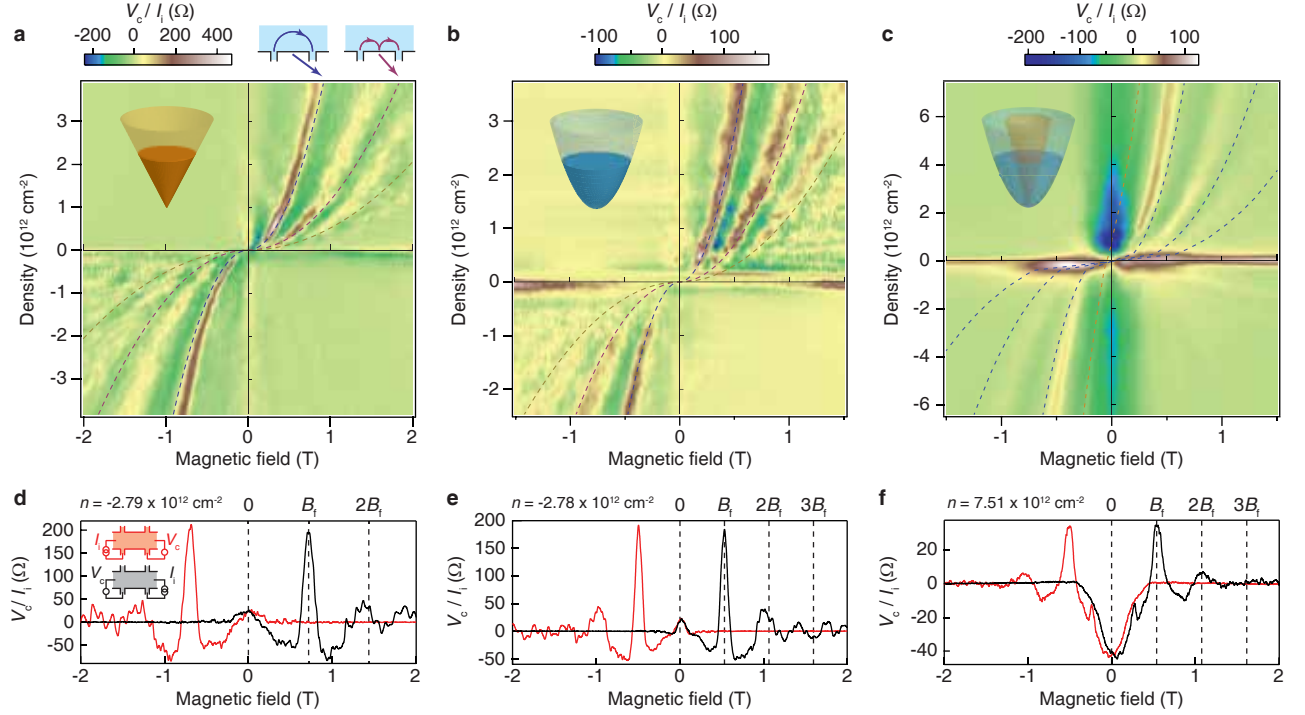 a
V_c / I_i (Ω)
-200 0 200 400
b
V_c / I_i (Ω)
-100 0 100
c
V_c / I_i (Ω)
-200 -100 0 100
Density (10^12 cm^-2)
3
2
1
0
-1
-2
-3
-2 -1 0 1 2
Magnetic field (T)
Density (10^12 cm^-2)
3
2
1
0
-1
-2
-1 0 1
Magnetic field (T)
Density (10^12 cm^-2)
6
4
2
0
-2
-4
-6
-1 0 1
Magnetic field (T)
d
n = -2.79 x 10^12 cm^-2
0 B_f 2B_f
V_c / I_i (Ω)
200
150
100
50
0
-50
I_i V_c
V_c I_i
-2 -1 0 1 2
Magnetic field (T)
e
n = -2.78 x 10^12 cm^-2
0 B_f 2B_f 3B_f
V_c / I_i (Ω)
200
150
100
50
0
-50
-2 -1 0 1 2
Magnetic field (T)
f
n = 7.51 x 10^12 cm^-2
0 B_f 2B_f 3B_f
V_c / I_i (Ω)
20
0
-20
-40
-2 -1 0 1 2
Magnetic field (T)